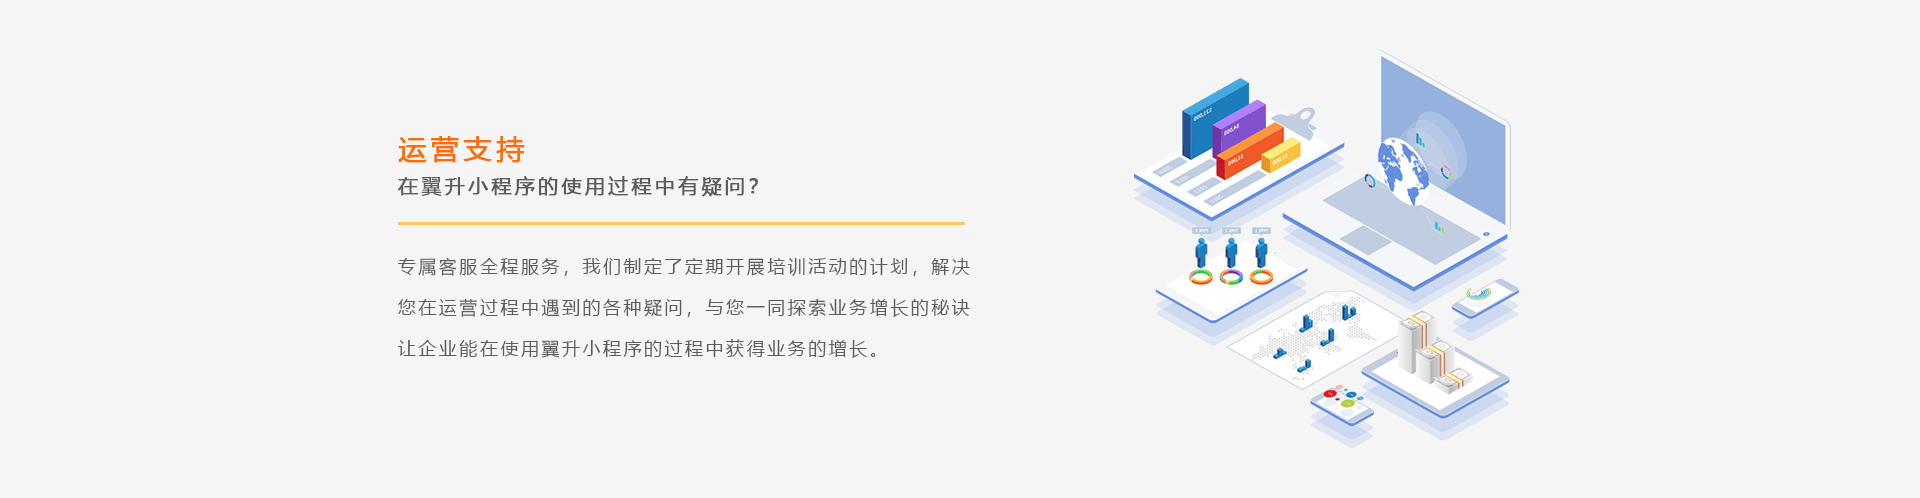 运营支持
在翼升小程序的使用过程中有疑问？
专属客服全程服务，我们制定了定期开展培训活动的计划，解决
您在运营过程中遇到的各种疑问，与您一同探索业务增长的秘诀
让企业能在使用翼升小程序的过程中获得业务的增长。